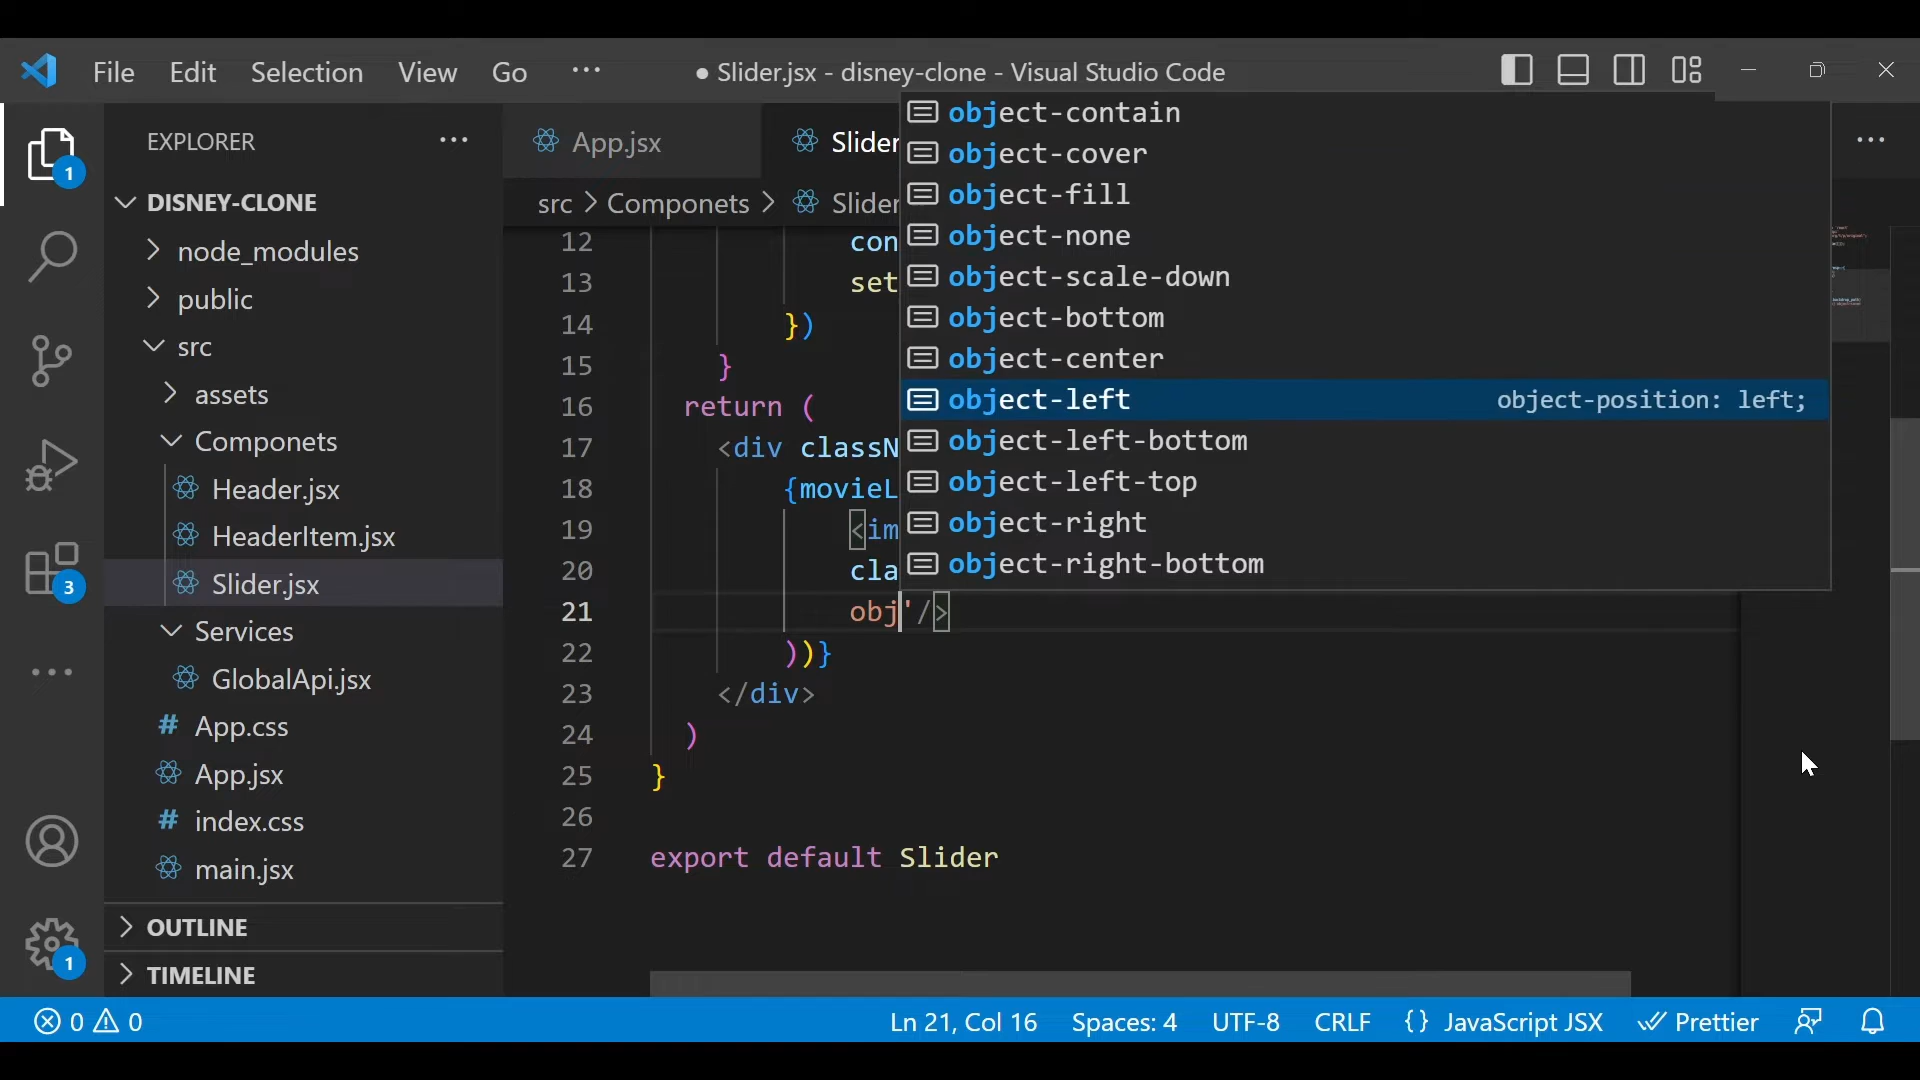 File Edit Selection View Go ··· ● Slider.jsx - disney-clone - Visual Studio Code
EXPLORER ···
App.jsx
Slider
···
1
DISNEY-CLONE
node_modules
public
src
assets
Componets
Header.jsx
HeaderItem.jsx
Slider.jsx
Services
GlobalApi.jsx
App.css
App.jsx
index.css
main.jsx
OUTLINE
TIMELINE
3
1
src > Componets > Slider
12 con
13 set
14 })
15 }
16 return (
17 <div classN
18 {movieL
19 <im
20 cla
21 obj'/>
22 ))}
23 </div>
24 )
25 }
26
27 export default Slider
object-contain
object-cover
object-fill
object-none
object-scale-down
object-bottom
object-center
object-left object-position: left;
object-left-bottom
object-left-top
object-right
object-right-bottom
0 0 Ln 21, Col 16 Spaces: 4 UTF-8 CRLF {} JavaScript JSX Prettier